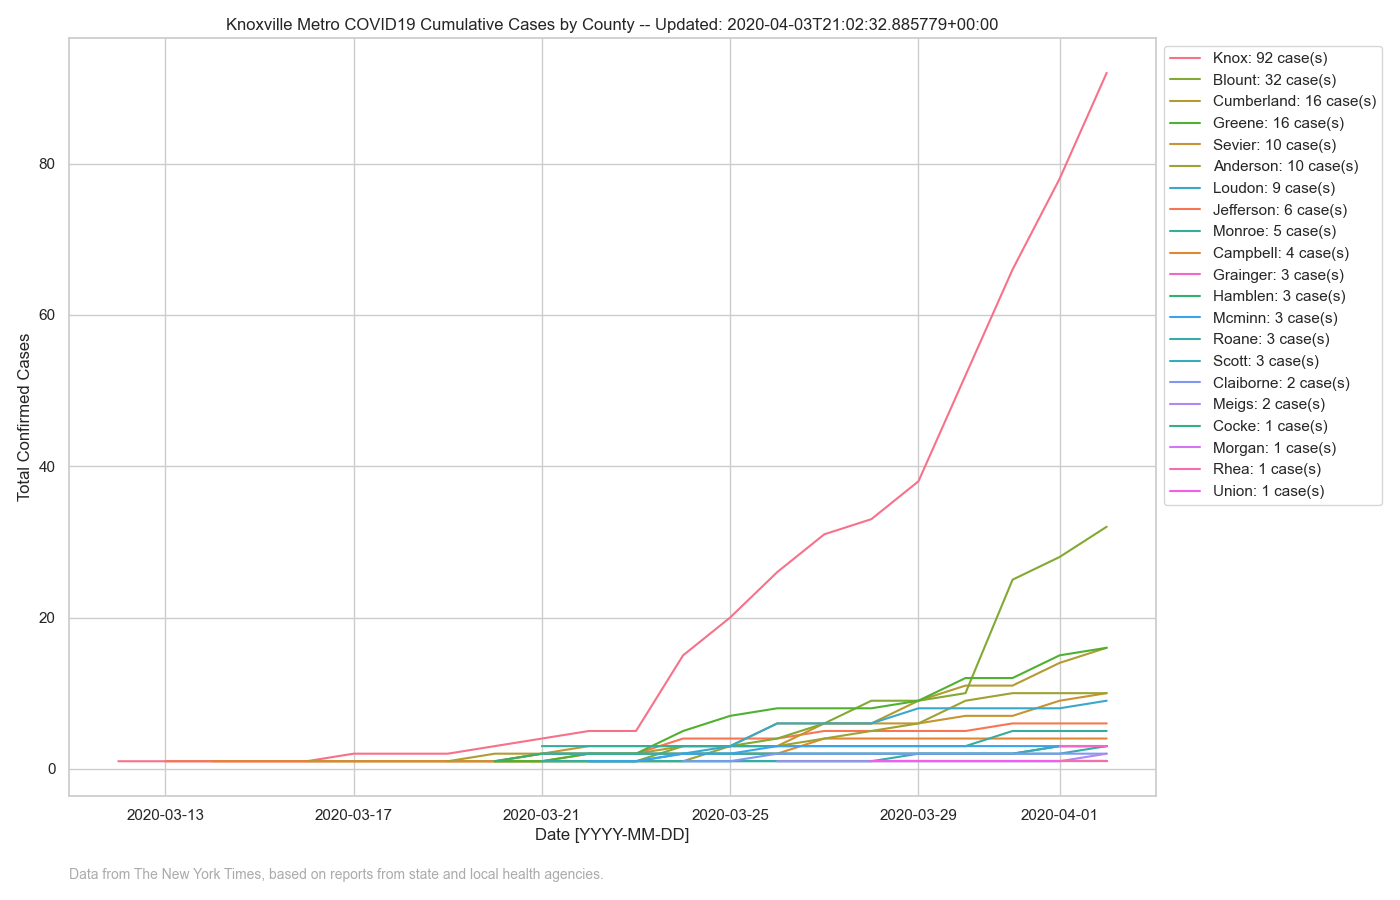 Knoxville Metro COVID19 Cumulative Cases by County -- Updated: 2020-04-03T21:02:32.885779+00:00
Knox: 92 case(s)
Blount: 32 case(s)
Cumberland: 16 case(s)
Greene: 16 case(s)
Sevier: 10 case(s)
Anderson: 10 case(s)
Loudon: 9 case(s)
Jefferson: 6 case(s)
Monroe: 5 case(s)
Campbell: 4 case(s)
Grainger: 3 case(s)
Hamblen: 3 case(s)
Mcminn: 3 case(s)
Roane: 3 case(s)
Scott: 3 case(s)
Claiborne: 2 case(s)
Meigs: 2 case(s)
Cocke: 1 case(s)
Morgan: 1 case(s)
Rhea: 1 case(s)
Union: 1 case(s)
Total Confirmed Cases
80
60
40
20
0
2020-03-13 2020-03-17 2020-03-21 2020-03-25 2020-03-29 2020-04-01
Date [YYYY-MM-DD]
Data from The New York Times, based on reports from state and local health agencies.